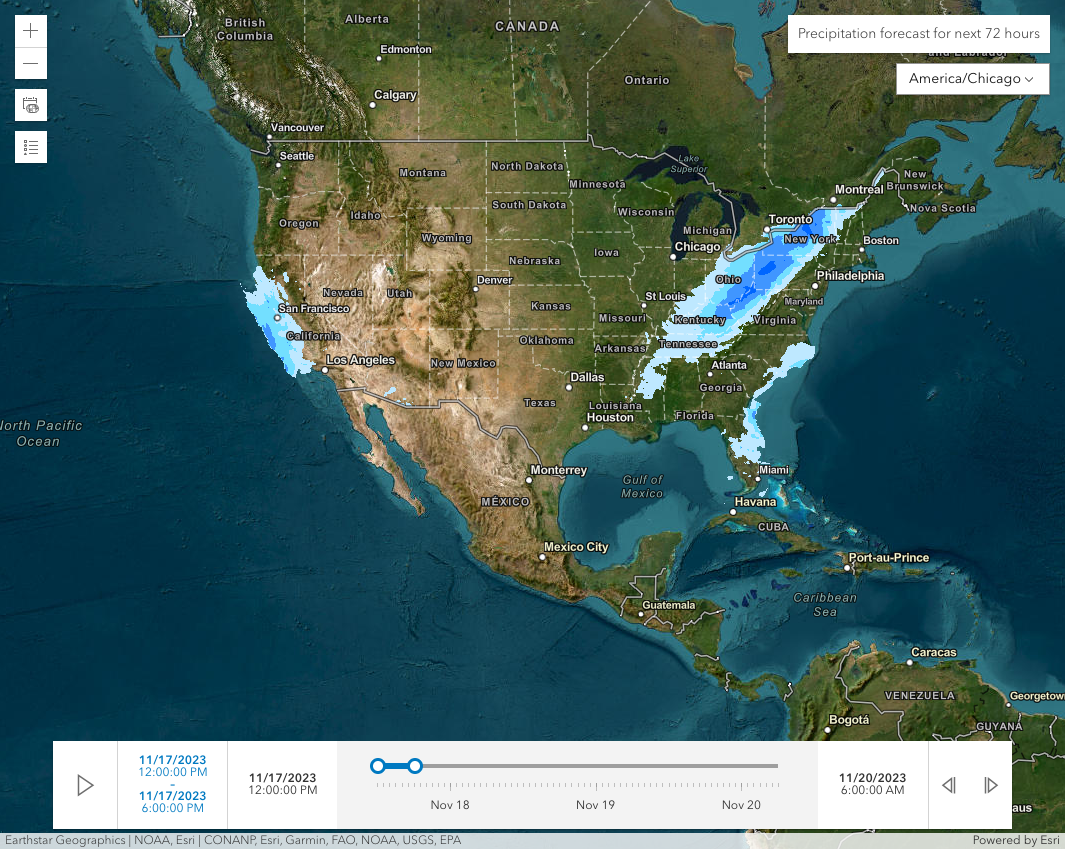 British
Columbia
Alberta
CANADA
Edmonton
Precipitation forecast for next 72 hours
and Labrador
America/Chicago
Ontario
Calgary
Vancouver
Seattle
Lake
Superior
Montana
North Dakota
Minnesota
New
Brunswick
Montreal
South Dakota
Wisconsin
Nova Scotia
Oregon
Idaho
Michigan
Toronto
Wyoming
Chicago
New York
Boston
Iowa
Nebraska
Ohio
Philadelphia
Denver
Nevada
Utah
St Louis
Maryland
San Francisco
Kansas
Missouri
Kentucky
Virginia
California
Oklahoma
Arkansas
Tennessee
Los Angeles
New Mexico
Atlanta
Dallas
Georgia
Texas
Louisiana
Houston
Florida
North Pacific
Ocean
Monterrey
Miami
Gulf of
Mexico
MÉXICO
Havana
CUBA
Mexico City
Port-au-Prince
Caribbean
Sea
Guatemala
Caracas
VENEZUELA
Georgetown
Bogotá
GUYANA
11/17/2023
12:00:00 PM
-
11/17/2023
6:00:00 PM
11/17/2023
12:00:00 PM
Nov 18
Nov 19
Nov 20
11/20/2023
6:00:00 AM
aus
Earthstar Geographics | NOAA, Esri | CONANP, Esri, Garmin, FAO, NOAA, USGS, EPA
Powered by Esri